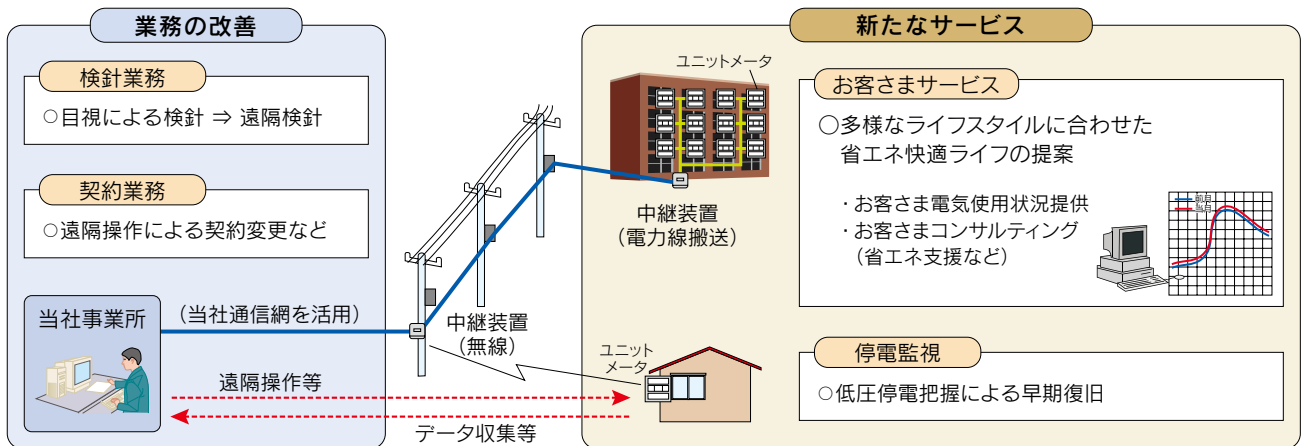 業務の改善
検針業務
○目視による検針 ⇒ 遠隔検針
契約業務
○遠隔操作による契約変更など
当社事業所
（当社通信網を活用）
中継装置
（無線）
遠隔操作等
データ収集等
新たなサービス
ユニットメータ
中継装置
（電力線搬送）
ユニット
メータ
お客さまサービス
○多様なライフスタイルに合わせた
省エネ快適ライフの提案
・お客さま電気使用状況提供
・お客さまコンサルティング
（省エネ支援など）
前月
当月
停電監視
○低圧停電把握による早期復旧